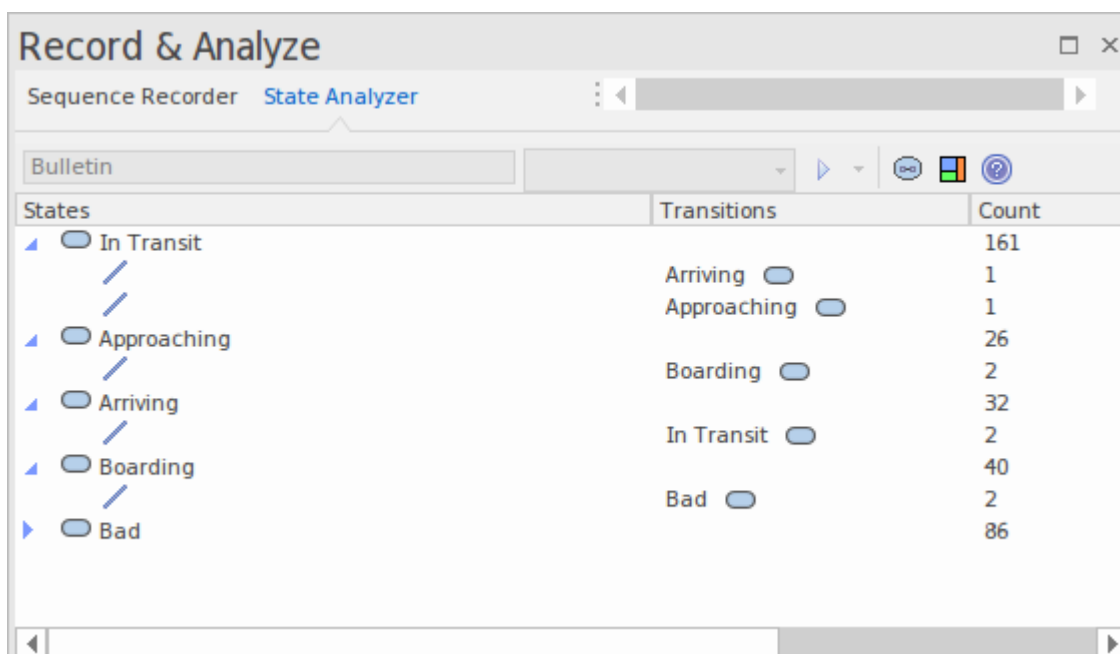 Record & Analyze
Sequence Recorder State Analyzer
Bulletin
States Transitions Count
In Transit 161
Arriving 1
Approaching 1
Approaching 26
Boarding 2
Arriving 32
In Transit 2
Boarding 40
Bad 2
Bad 86